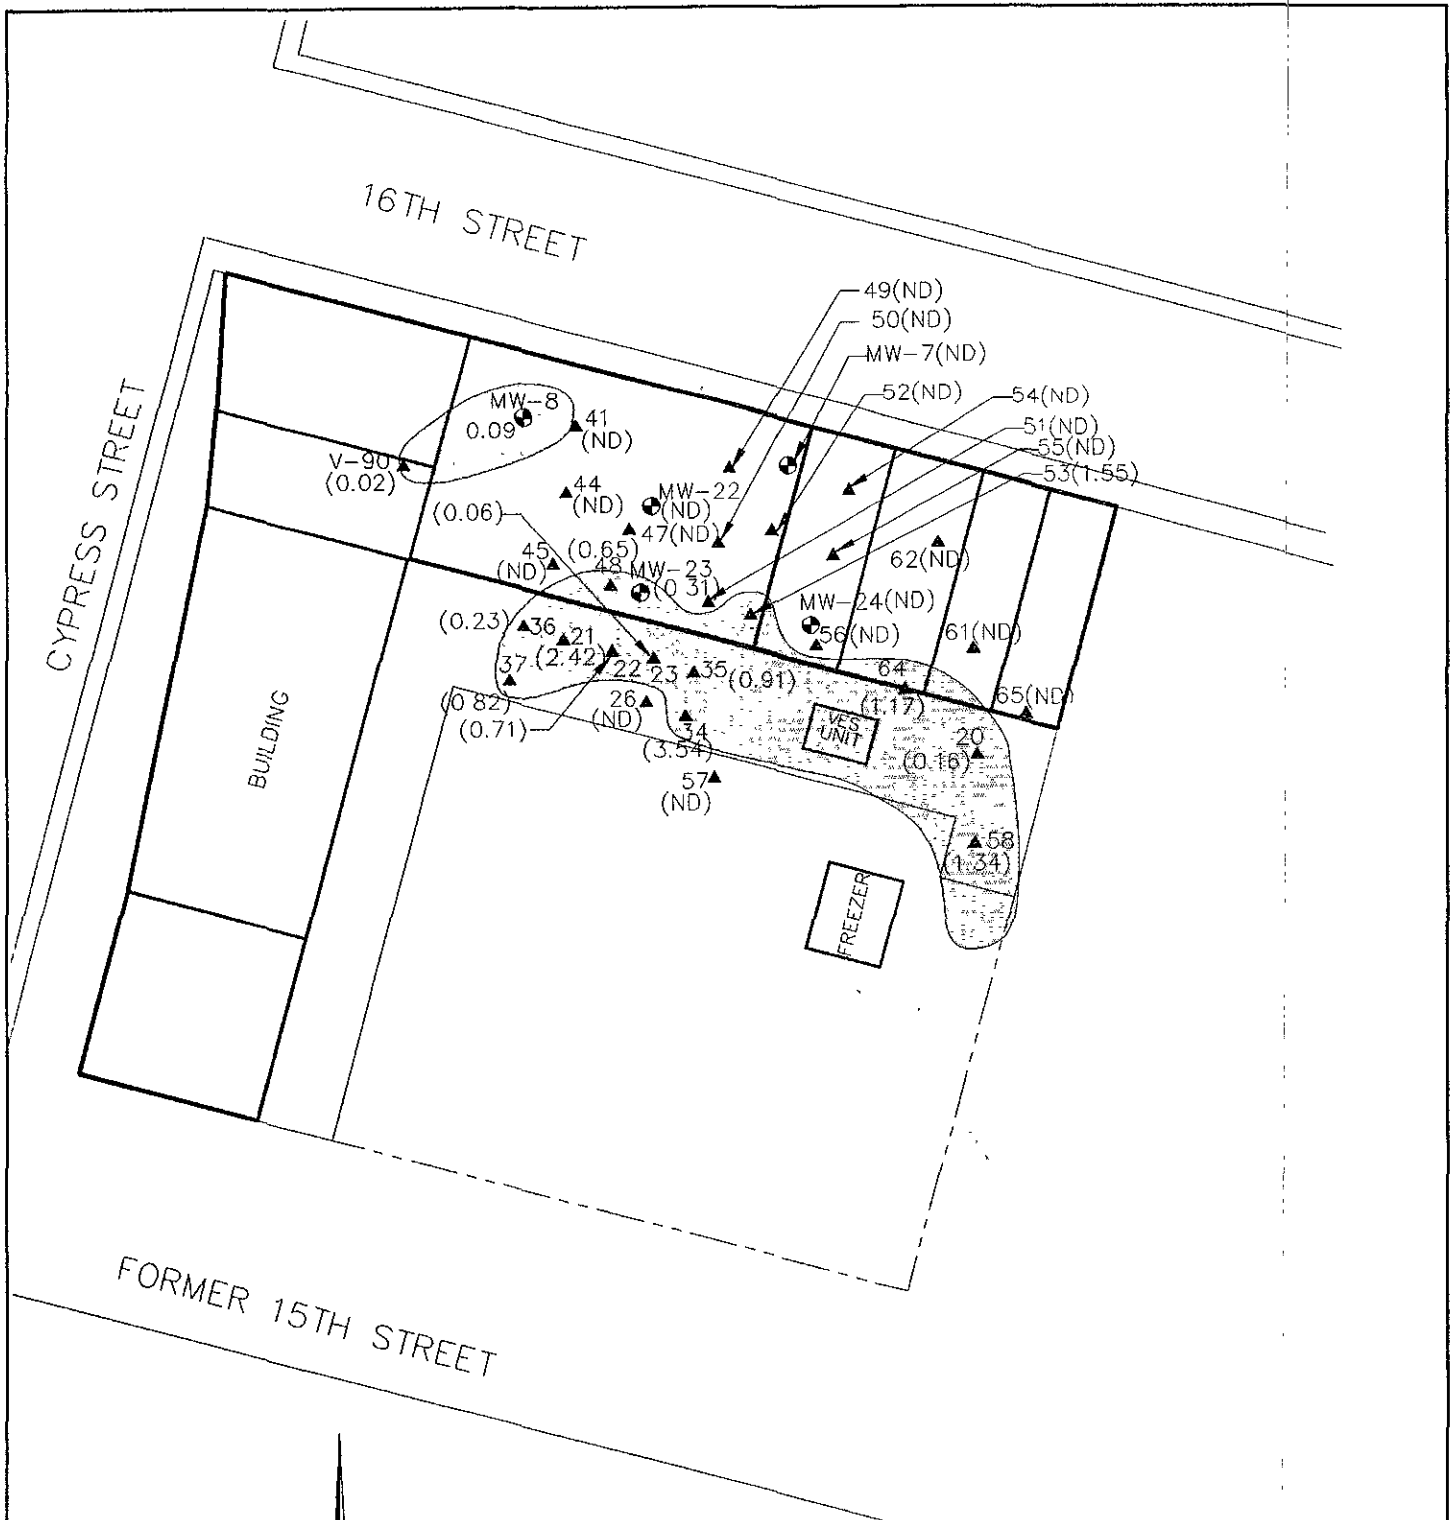 16TH STREET
49(ND)
50(ND)
MW-7(ND)
52(ND)
54(ND)
51(ND)
55(ND)
53(1.55)
CYPRESS STREET
MW-8
0.09
41
(ND)
V-90
(0.02)
44
(ND)
MW-22
(ND)
(0.06)
47(ND)
(0.65)
45
(ND)
48
MW-23
(0.31)
62(ND)
MW-24(ND)
56(ND)
61(ND)
(0.23)
36
21
(2.42)
22
23
35
(0.91)
37
(0.82)
(0.71)
26
(ND)
34
(3.54)
64
(1.17)
65(ND)
VES
UNIT
20
(0.16)
57
(ND)
58
(1.34)
BUILDING
FREEZER
FORMER 15TH STREET